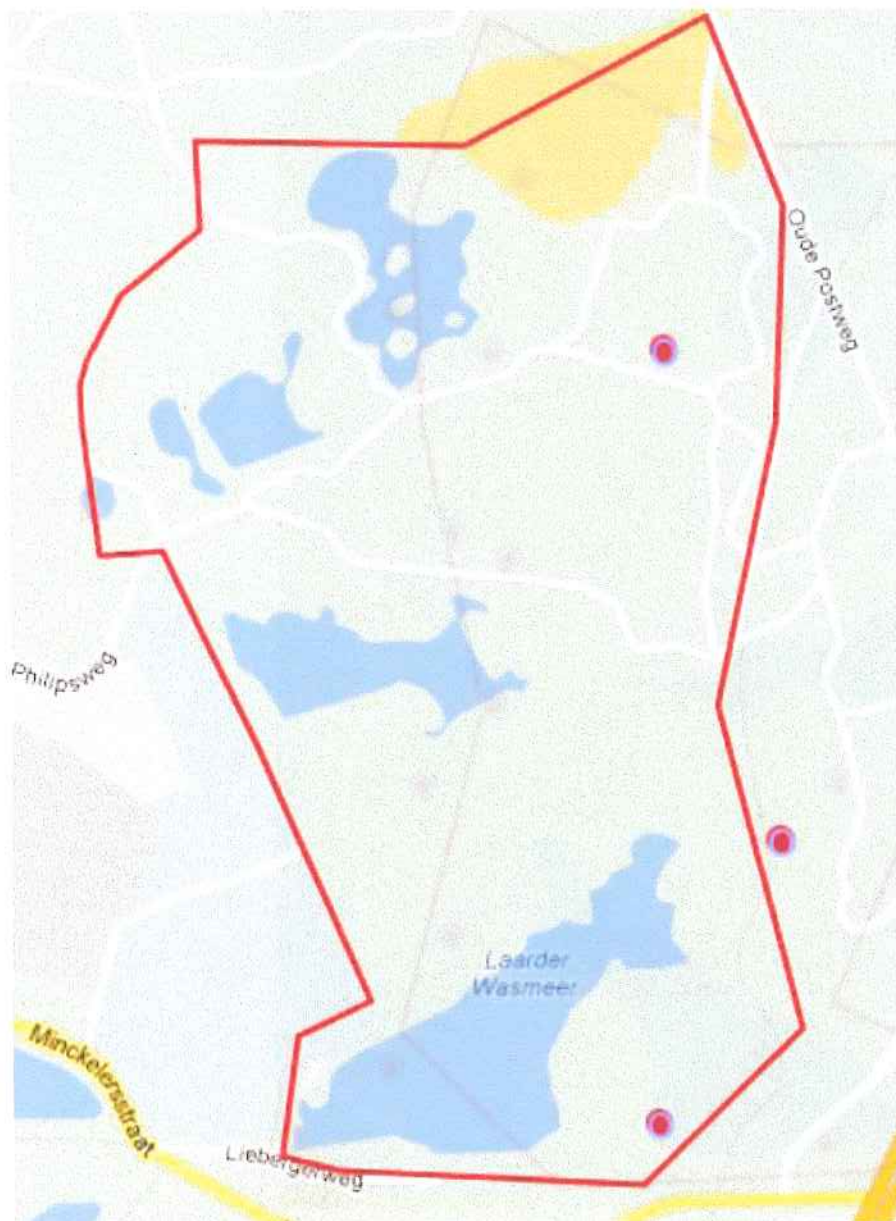 Oude Postweg
Philipsweg
Laarder
Wasmeer
Minckelersstraat
Liebergerweg